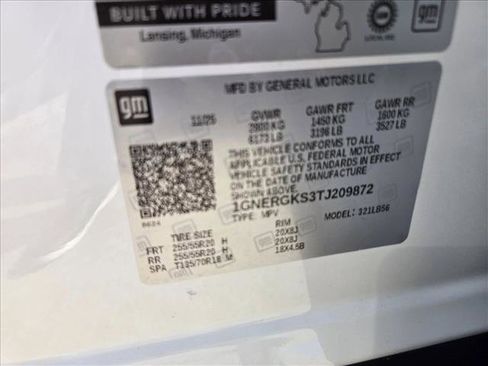 BUILT WITH PRIDE
Lansing, Michigan
gm
gm
MFD BY GENERAL MOTORS LLC
11/25
GVWR
GAWR FRT
GAWR RR
2800 KG
1450 KG
1600 KG
6173 LB
3196 LB
3527 LB
THIS VEHICLE CONFORMS TO ALL
APPLICABLE U.S. FEDERAL MOTOR
VEHICLE SAFETY AND THEFT
PREVENTION STANDARDS IN EFFECT
ON THE DATE OF MANUFACTURE
SHOWN ABOVE.
1GNERGKS3TJ209872
TYPE: MPV
MODEL: 321LB56
TIRE SIZE
RIM
FRT 255/55R20 H 20X8J
RR 255/55R20 H 20X8J
SPA T135/70R18 M 18X4.5B